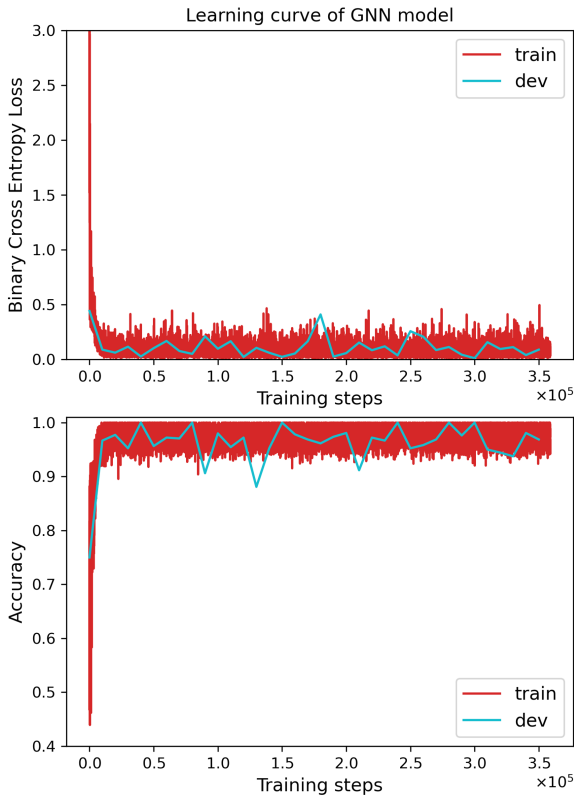 Learning curve of GNN model
Binary Cross Entropy Loss
3.0
2.5
2.0
1.5
1.0
0.5
0.0
train
dev
0.0 0.5 1.0 1.5 2.0 2.5 3.0 3.5
Training steps
×10⁵
Accuracy
1.0
0.9
0.8
0.7
0.6
0.5
0.4
train
dev
0.0 0.5 1.0 1.5 2.0 2.5 3.0 3.5
Training steps
×10⁵